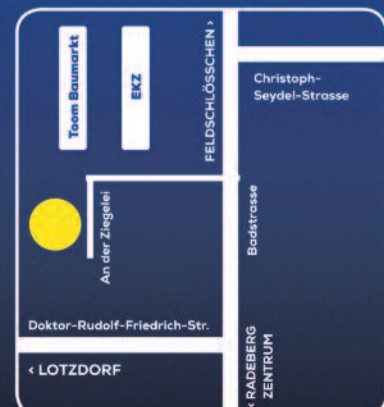 Toom Baumarkt
EKZ
FELDSCHLÖSSCHEN >
Christoph-
Seydel-Strasse
An der Ziegelei
Badstrasse
Doktor-Rudolf-Friedrich-Str.
< LOTZDORF
< RADEBERG
ZENTRUM